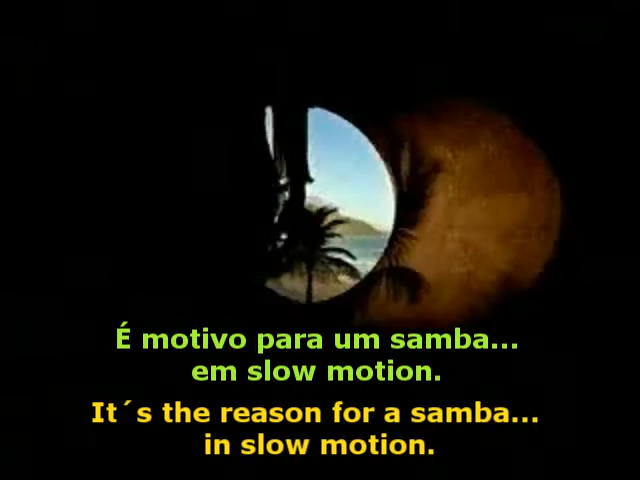 É motivo para um samba...
em slow motion.
It´s the reason for a samba...
in slow motion.